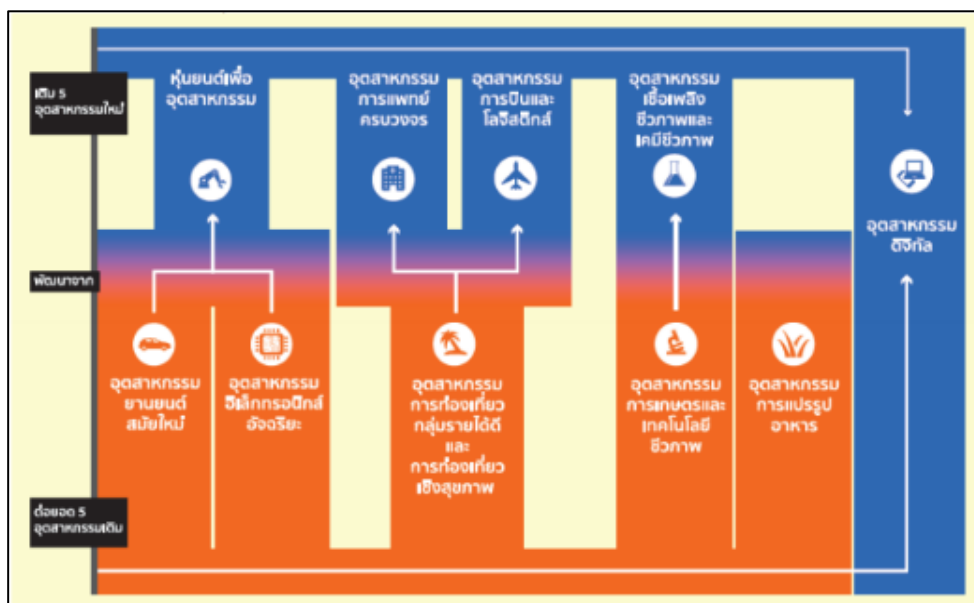 เติม 5
อุตสาหกรรมใหม่
หุ่นยนต์เพื่อ
อุตสาหกรรม
อุตสาหกรรม
การแพทย์
ครบวงจร
อุตสาหกรรม
การบินและ
โลจิสติกส์
อุตสาหกรรม
เชื้อเพลิง
ชีวภาพและ
เคมีชีวภาพ
อุตสาหกรรม
ดิจิทัล
พัฒนาจาก
อุตสาหกรรม
ยานยนต์
สมัยใหม่
อุตสาหกรรม
อิเล็กทรอนิกส์
อัจฉริยะ
อุตสาหกรรม
การท่องเที่ยว
กลุ่มรายได้ดี
และ
การท่องเที่ยว
เชิงสุขภาพ
อุตสาหกรรม
การเกษตรและ
เทคโนโลยี
ชีวภาพ
อุตสาหกรรม
การแปรรูป
อาหาร
ต่อยอด 5
อุตสาหกรรมเดิม